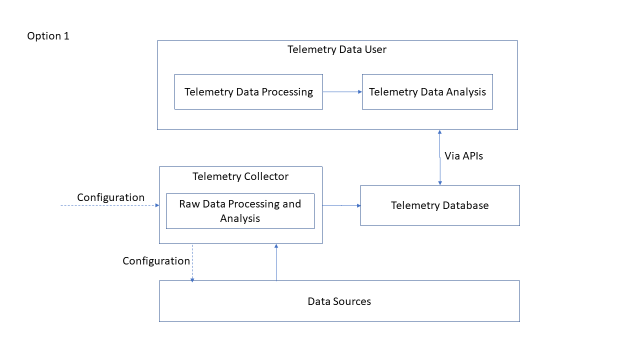 Option 1
Telemetry Data User
Telemetry Data Processing
Telemetry Data Analysis
Via APIs
Telemetry Collector
Configuration
Raw Data Processing and
Analysis
Telemetry Database
Configuration
Data Sources